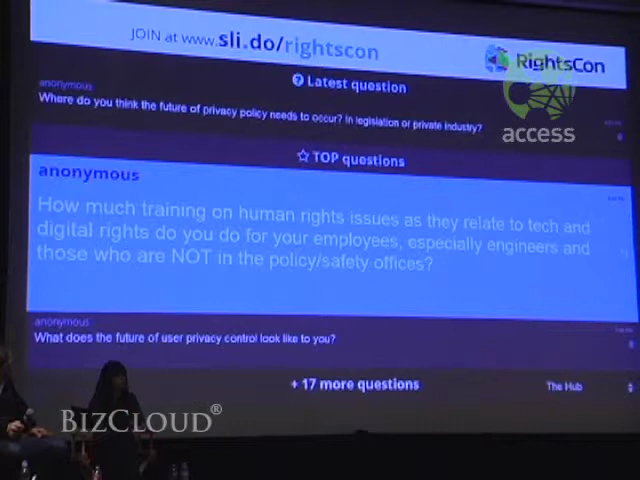 JOIN at www.sli.do/rightscon
RightsCon
access
Latest question
anonymous
Where do you think the future of privacy policy needs to occur? In legislation or private industry?
TOP questions
anonymous
How much training on human rights issues as they relate to tech and
digital rights do you do for your employees, especially engineers and
those who are NOT in the policy/safety offices?
anonymous
What does the future of user privacy control look like to you?
+ 17 more questions
The Hub
BIZCLOUD®